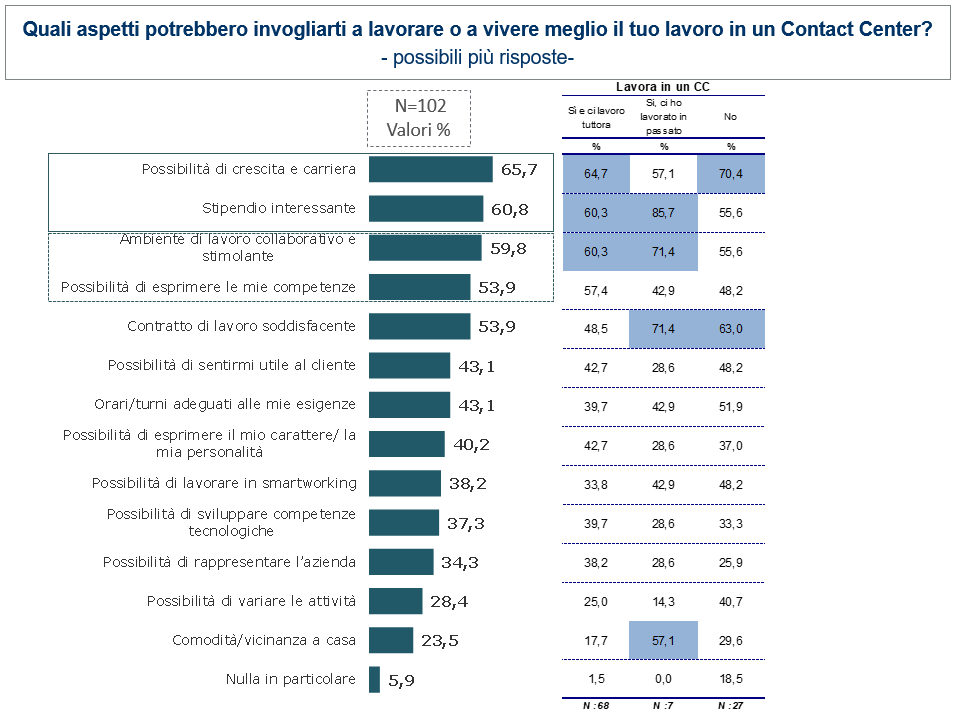 Quali aspetti potrebbero invogliarti a lavorare o a vivere meglio il tuo lavoro in un Contact Center?
- possibili più risposte-
N=102
Valori %
Lavora in un CC
Sì e ci lavoro tuttora
Si, ci ho lavorato in passato
No
% % %
Possibilità di crescita e carriera 65,7 64,7 57,1 70,4
Stipendio interessante 60,8 60,3 85,7 55,6
Ambiente di lavoro collaborativo e
stimolante 59,8 60,3 71,4 55,6
Possibilità di esprimere le mie competenze 53,9 57,4 42,9 48,2
Contratto di lavoro soddisfacente 53,9 48,5 71,4 63,0
Possibilità di sentirmi utile al cliente 43,1 42,7 28,6 48,2
Orari/turni adeguati alle mie esigenze 43,1 39,7 42,9 51,9
Possibilità di esprimere il mio carattere/ la
mia personalità 40,2 42,7 28,6 37,0
Possibilità di lavorare in smartworking 38,2 33,8 42,9 48,2
Possibilità di sviluppare competenze
tecnologiche 37,3 39,7 28,6 33,3
Possibilità di rappresentare l'azienda 34,3 38,2 28,6 25,9
Possibilità di variare le attività 28,4 25,0 14,3 40,7
Comodità/vicinanza a casa 23,5 17,7 57,1 29,6
Nulla in particolare 5,9 1,5 0,0 18,5
N :68 N :7 N :27